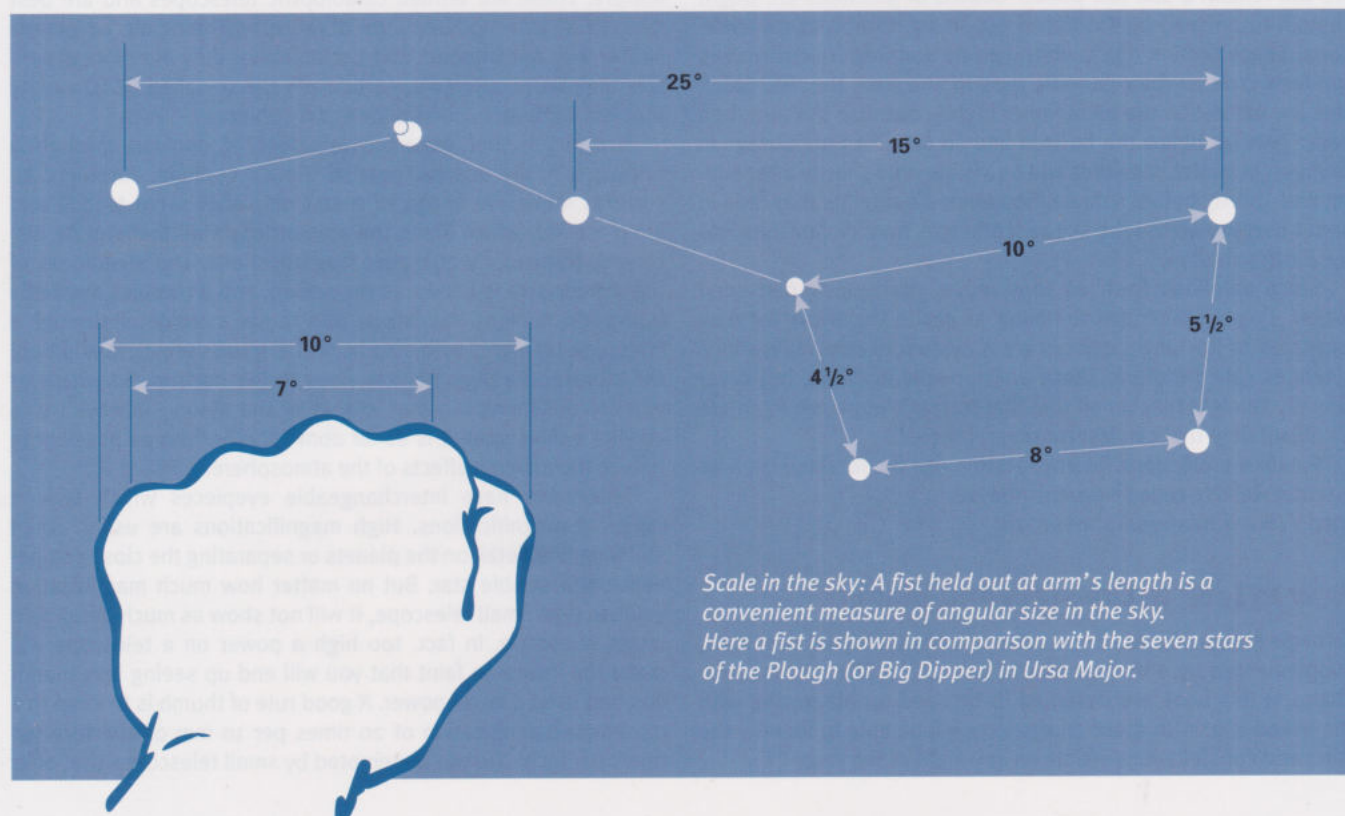 25°
15°
10°
10°
5 ½°
7°
4 ½°
8°
Scale in the sky: A fist held out at arm's length is a
convenient measure of angular size in the sky.
Here a fist is shown in comparison with the seven stars
of the Plough (or Big Dipper) in Ursa Major.